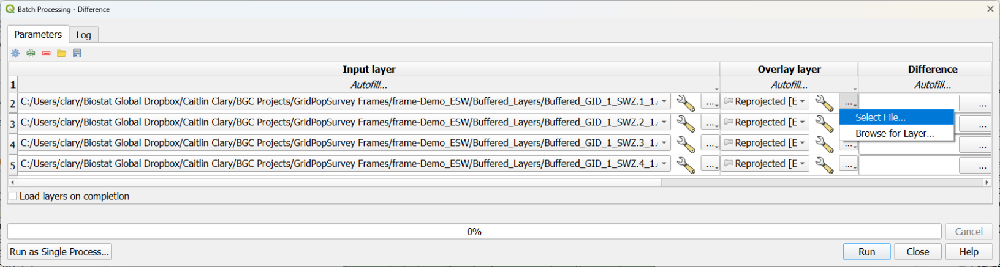 Batch Processing - Difference
Parameters Log
Input layer Overlay layer Difference
1 Autofill... Autofill... Autofill...
2 C:/Users/clary/Biostat Global Dropbox/Caitlin Clary/BGC Projects/GridPopSurvey Frames/frame-Demo_ESW/Buffered_Layers/Buffered_GID_1_SWZ.1_1. ... Reprojected [E ... ...
Select File...
3 C:/Users/clary/Biostat Global Dropbox/Caitlin Clary/BGC Projects/GridPopSurvey Frames/frame-Demo_ESW/Buffered_Layers/Buffered_GID_1_SWZ.2_1. ... Reprojected [E ...
Browse for Layer...
4 C:/Users/clary/Biostat Global Dropbox/Caitlin Clary/BGC Projects/GridPopSurvey Frames/frame-Demo_ESW/Buffered_Layers/Buffered_GID_1_SWZ.3_1. ... Reprojected [E ... ...
5 C:/Users/clary/Biostat Global Dropbox/Caitlin Clary/BGC Projects/GridPopSurvey Frames/frame-Demo_ESW/Buffered_Layers/Buffered_GID_1_SWZ.4_1. ... Reprojected [E ... ...
Load layers on completion
0% Cancel
Run as Single Process... Run Close Help